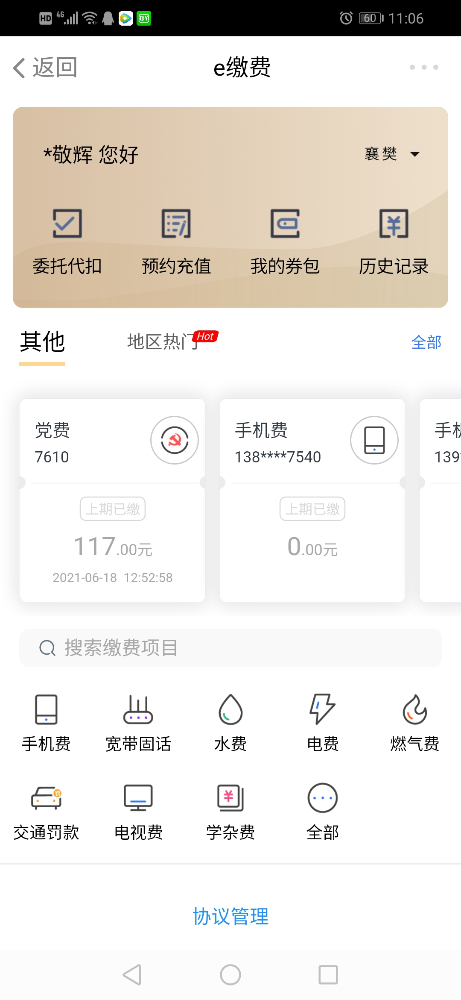 HD 4G 60 11:06
返回 e缴费
*敬辉 您好 襄樊
委托代扣 预约充值 我的券包 历史记录
其他 地区热门 Hot 全部
党费 手机费 手机
7610 138****7540 139*
上期已缴 上期已缴
117.00元 0.00元
2021-06-18 12:52:58
搜索缴费项目
手机费 宽带固话 水费 电费 燃气费
罚
交通罚款 电视费 学杂费 全部
协议管理